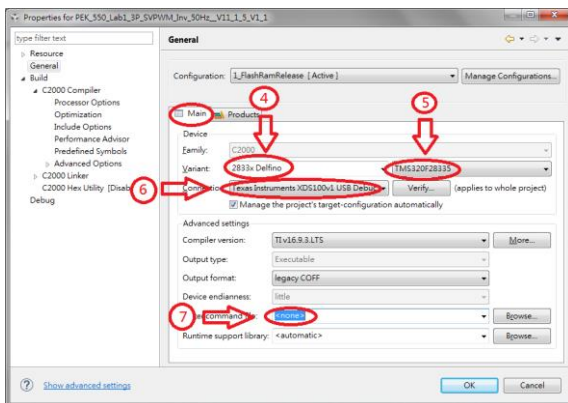 Properties for PEK_550_Lab1_3P_SVPWM_Inv_50Hz__V11_1_5_V1_1
type filter text
General
Resource
General
Build
C2000 Compiler
Processor Options
Optimization
Include Options
Performance Advisor
Predefined Symbols
Advanced Options
C2000 Linker
C2000 Hex Utility [Disab
Debug
Configuration: 1_FlashRamRelease [ Active ]
Manage Configurations...
Main
Products
4
5
Device
Family: C2000
Variant: 2833x Delfino
TMS320F28335
6
Texas Instruments XDS100v1 USB Debug
Verify...
(applies to whole project)
Manage the project's target-configuration automatically
Advanced settings
Compiler version: TI v16.9.3.LTS
More...
Output type: Executable
Output format: legacy COFF
Device endianness: little
7
command <none>
Browse...
Runtime support library: <automatic>
Browse...
? Show advanced settings
OK
Cancel